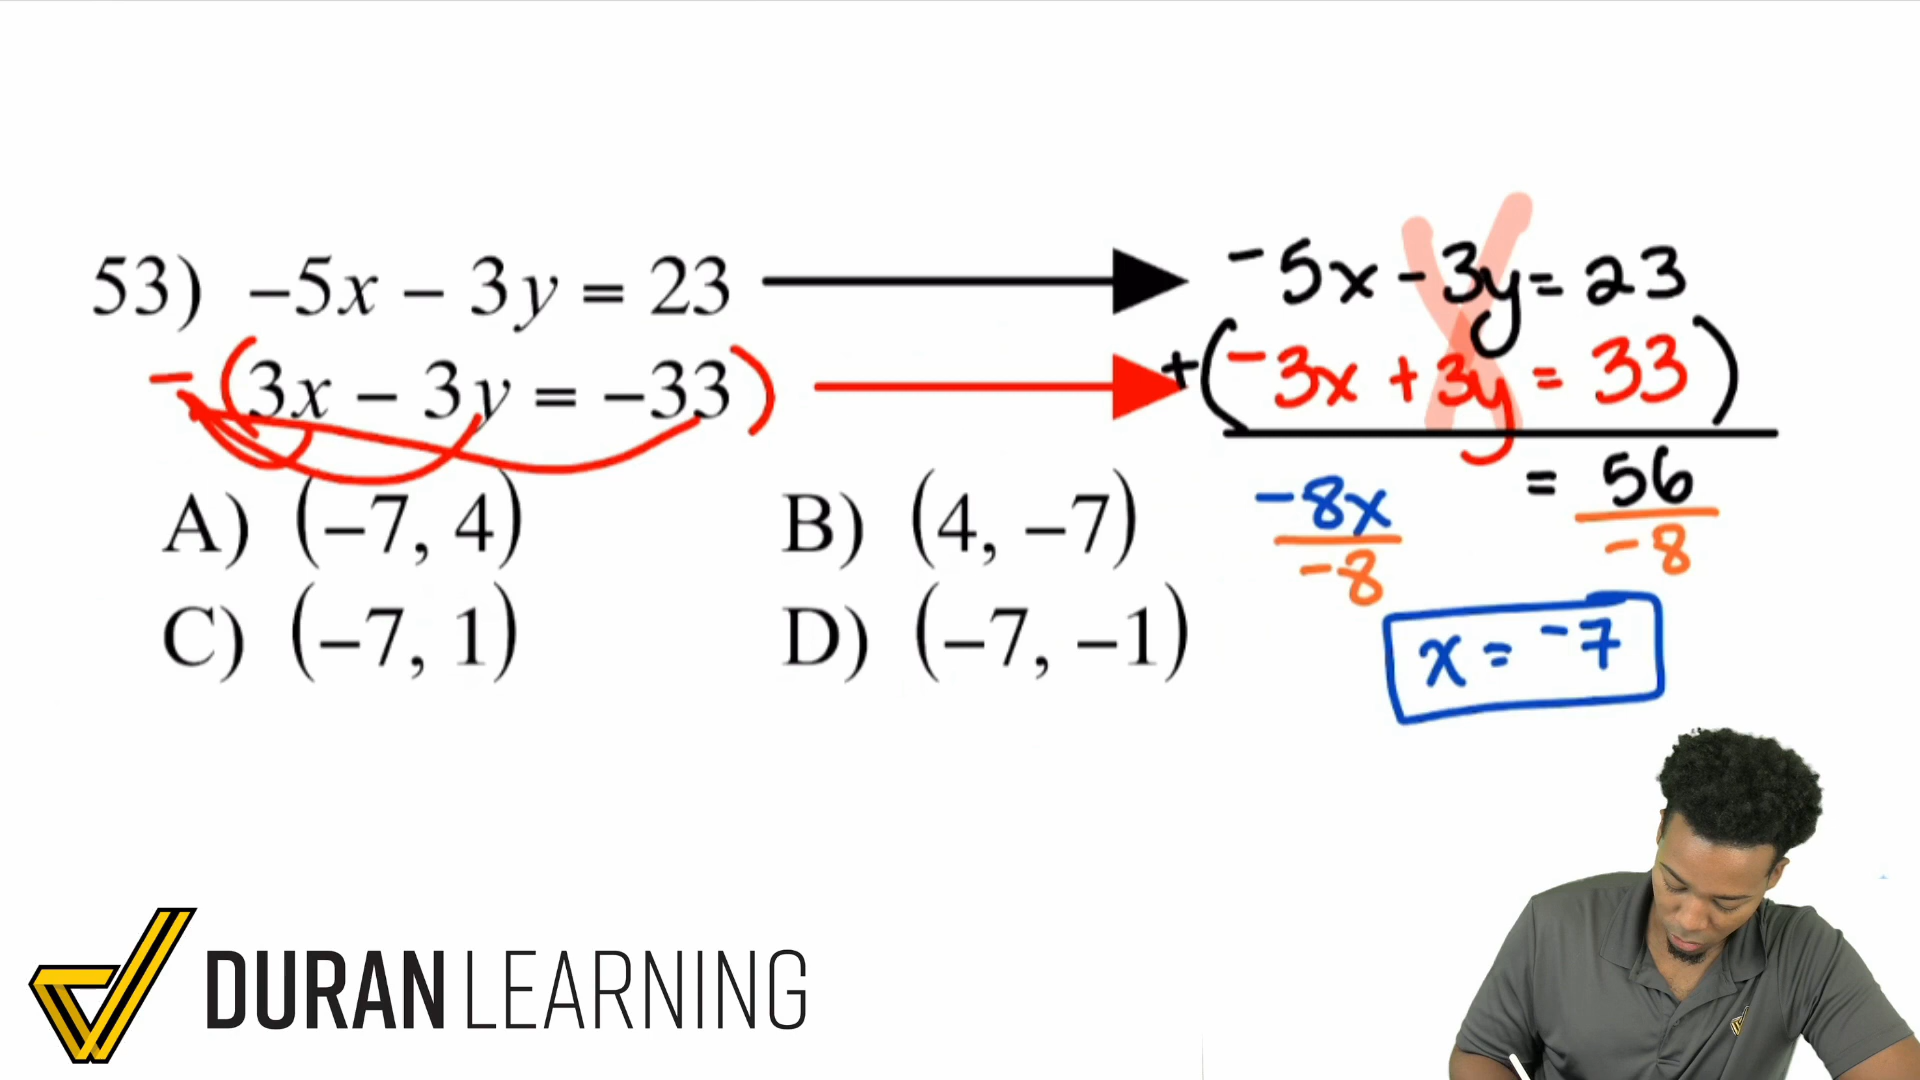 53) −5x − 3y = 23
−(3x − 3y = −33)
A) (−7, 4)
B) (4, −7)
C) (−7, 1)
D) (−7, −1)
-5x - 3y = 23
+(-3x + 3y = 33)
-8x = 56
-8 -8
x = -7
DURAN LEARNING